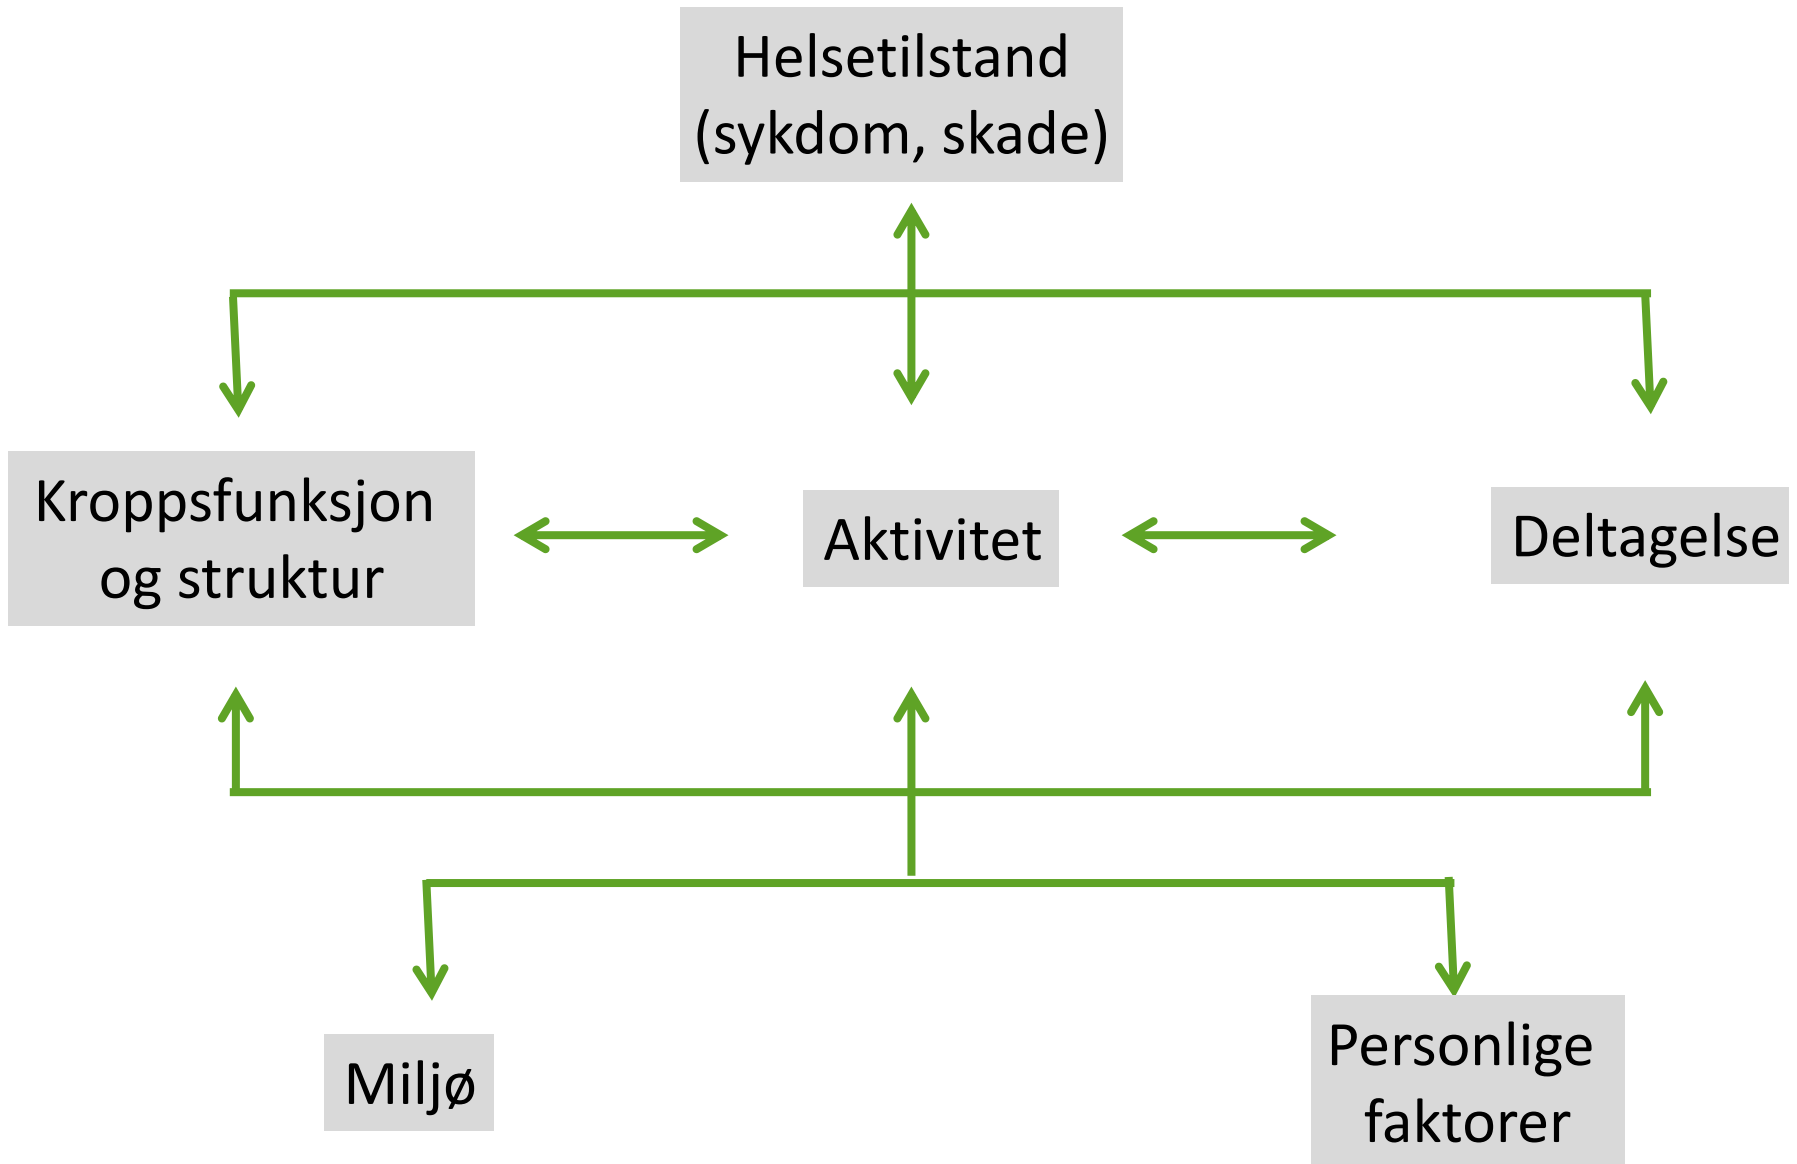 Helsetilstand
(sykdom, skade)
Kroppsfunksjon
og struktur
Aktivitet
Deltagelse
Miljø
Personlige
faktorer